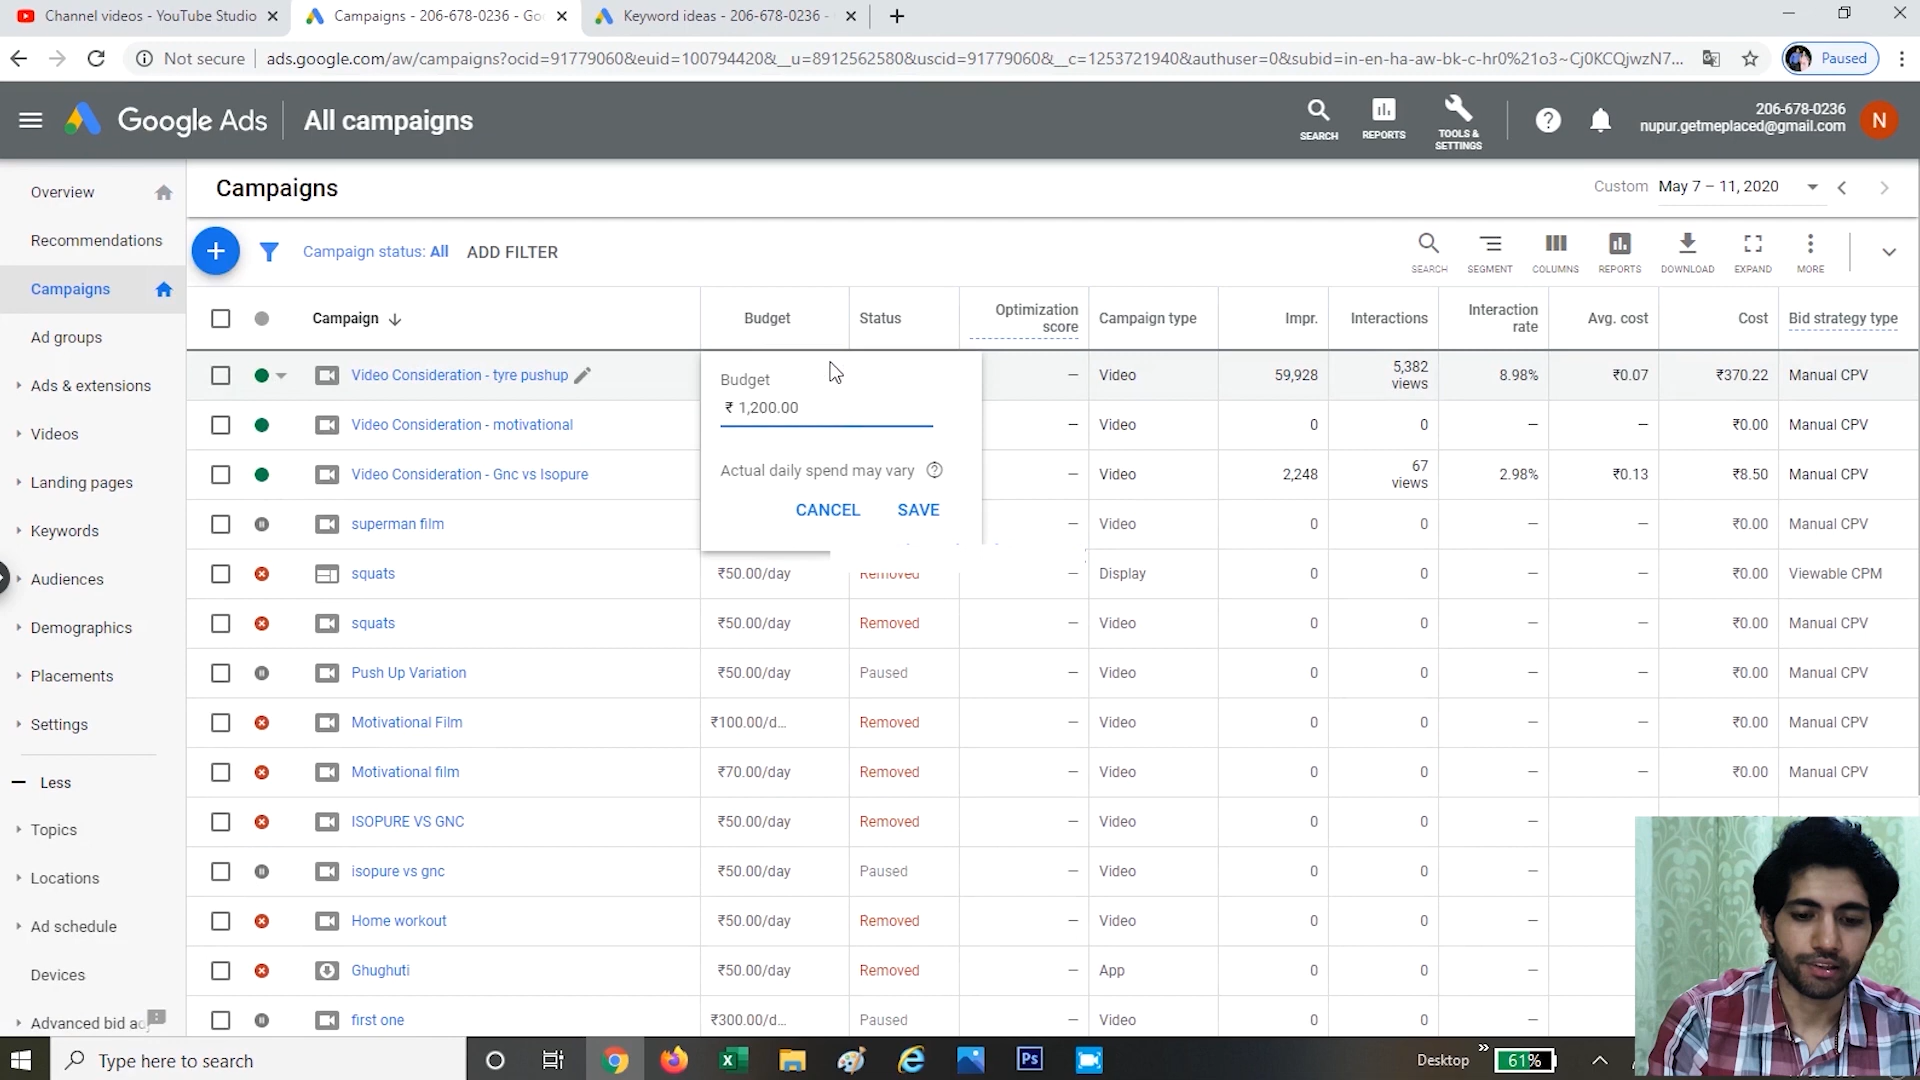 Channel videos - YouTube Studio
Campaigns - 206-678-0236 - Goo
Keyword ideas - 206-678-0236 -
Not secure
ads.google.com/aw/campaigns?ocid=91779060&euid=100794420&__u=8912562580&uscid=91779060&__c=1253721940&authuser=0&subid=in-en-ha-aw-bk-c-hr0%21o3~Cj0KCQjwzN7...
Paused
Google Ads
All campaigns
SEARCH
REPORTS
TOOLS &
SETTINGS
206-678-0236
nupur.getmeplaced@gmail.com
N
Overview
Recommendations
Campaigns
Ad groups
Ads & extensions
Videos
Landing pages
Keywords
Audiences
Demographics
Placements
Settings
Less
Topics
Locations
Ad schedule
Devices
Advanced bid ad
Campaigns
Custom May 7 – 11, 2020
Campaign status: All ADD FILTER
SEARCH SEGMENT COLUMNS REPORTS DOWNLOAD EXPAND MORE
Campaign Budget Status Optimization score Campaign type Impr. Interactions Interaction rate Avg. cost Cost Bid strategy type
Video Consideration - tyre pushup — Video 59,928 5,382 views 8.98% ₹0.07 ₹370.22 Manual CPV
Budget
₹ 1,200.00
Actual daily spend may vary
CANCEL SAVE
Video Consideration - motivational — Video 0 0 — — ₹0.00 Manual CPV
Video Consideration - Gnc vs Isopure — Video 2,248 67 views 2.98% ₹0.13 ₹8.50 Manual CPV
superman film — Video 0 0 — — ₹0.00 Manual CPV
squats ₹50.00/day Removed — Display 0 0 — — ₹0.00 Viewable CPM
squats ₹50.00/day Removed — Video 0 0 — — ₹0.00 Manual CPV
Push Up Variation ₹50.00/day Paused — Video 0 0 — — ₹0.00 Manual CPV
Motivational Film ₹100.00/d... Removed — Video 0 0 — — ₹0.00 Manual CPV
Motivational film ₹70.00/day Removed — Video 0 0 — — ₹0.00 Manual CPV
ISOPURE VS GNC ₹50.00/day Removed — Video 0 0 —
isopure vs gnc ₹50.00/day Paused — Video 0 0 —
Home workout ₹50.00/day Removed — Video 0 0 —
Ghughuti ₹50.00/day Removed — App 0 0 —
first one ₹300.00/d... Paused — Video 0 0 —
Type here to search
Desktop
61%